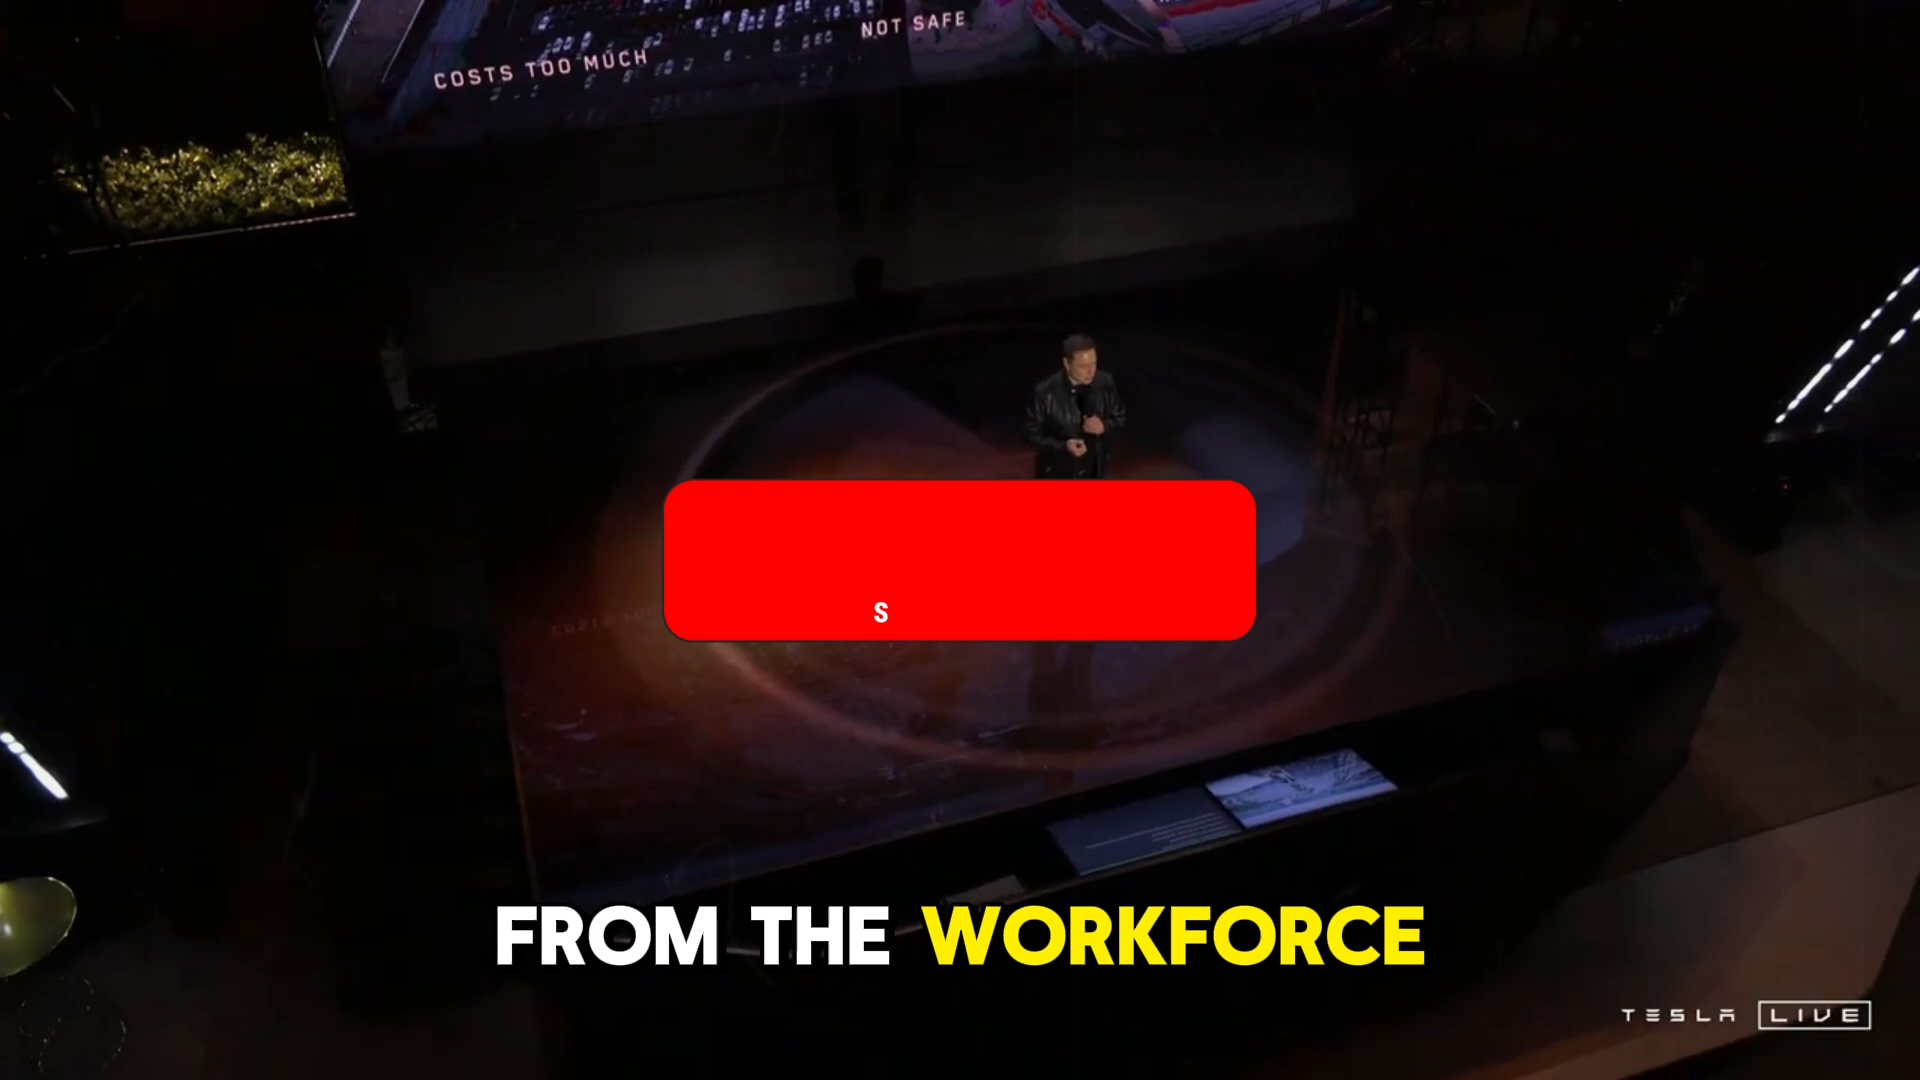 NOT SAFE
COSTS TOO MUCH
S
FROM THE WORKFORCE
TESLA LIVE